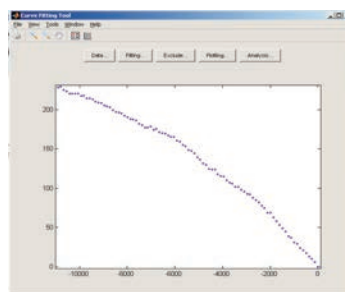 Curve Fitting Tool
File View Tools Window Help
Data... Fitting... Exclude... Plotting... Analysis...
200
150
100
50
0
-10000 -8000 -6000 -4000 -2000 0